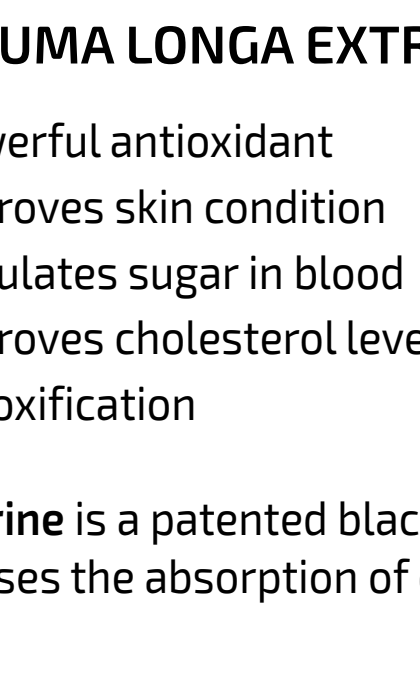 UMA LONGA EXTR
verful antioxidant
roves skin condition
ulates sugar in blood
roves cholesterol leve
oxification
rine is a patented blac
ses the absorption of